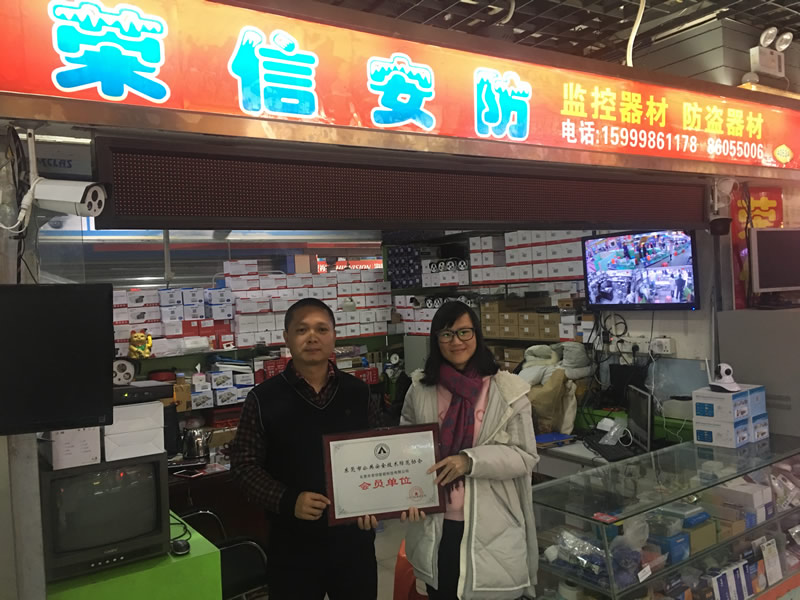 荣信安防
监控器材 防盗器材
电话:15999861178 86055006
HIKVISION
东莞市公共安全技术防范协会
会员单位